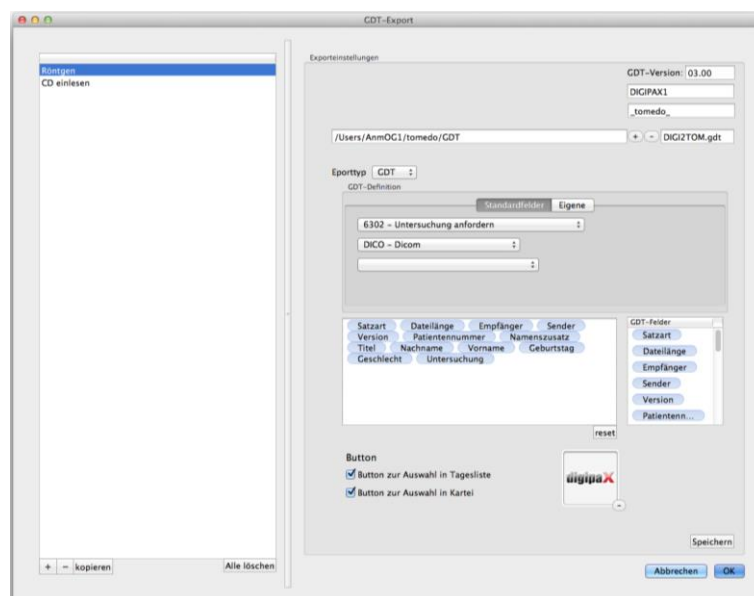 GDT-Export
Röntgen
CD einlesen
+ - kopieren
Alle löschen
Exporteinstellungen
GDT-Version: 03.00
DIGIPAX1
_tomedo_
/Users/AnmOG1/tomedo/GDT
+ - DIGI2TOM.gdt
Eporttyp GDT
GDT-Definition
Standardfelder Eigene
6302 - Untersuchung anfordern
DICO - Dicom
Satzart Dateilänge Empfänger Sender
Version Patientennummer Namenszusatz
Titel Nachname Vorname Geburtstag
Geschlecht Untersuchung
GDT-Felder
Satzart
Dateilänge
Empfänger
Sender
Version
Patientenn...
reset
Button
Button zur Auswahl in Tagesliste
Button zur Auswahl in Kartei
digipaX
-
Speichern
Abbrechen OK